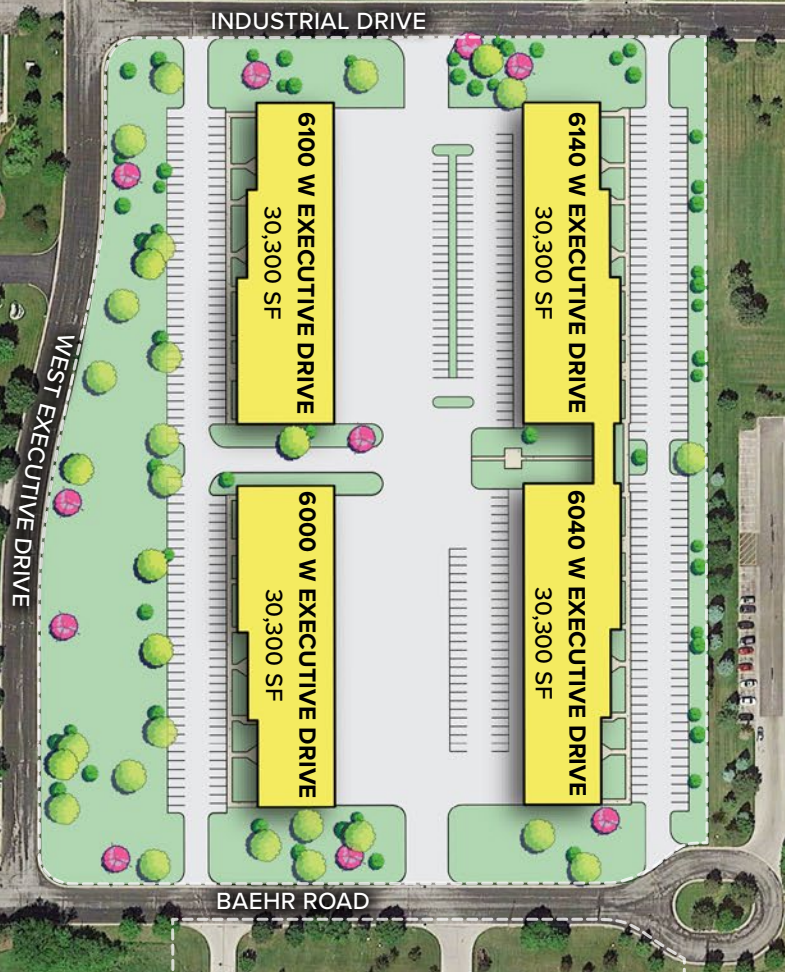 INDUSTRIAL DRIVE
6100 W EXECUTIVE DRIVE
30,300 SF
6140 W EXECUTIVE DRIVE
30,300 SF
WEST EXECUTIVE DRIVE
6000 W EXECUTIVE DRIVE
30,300 SF
6040 W EXECUTIVE DRIVE
30,300 SF
BAEHR ROAD